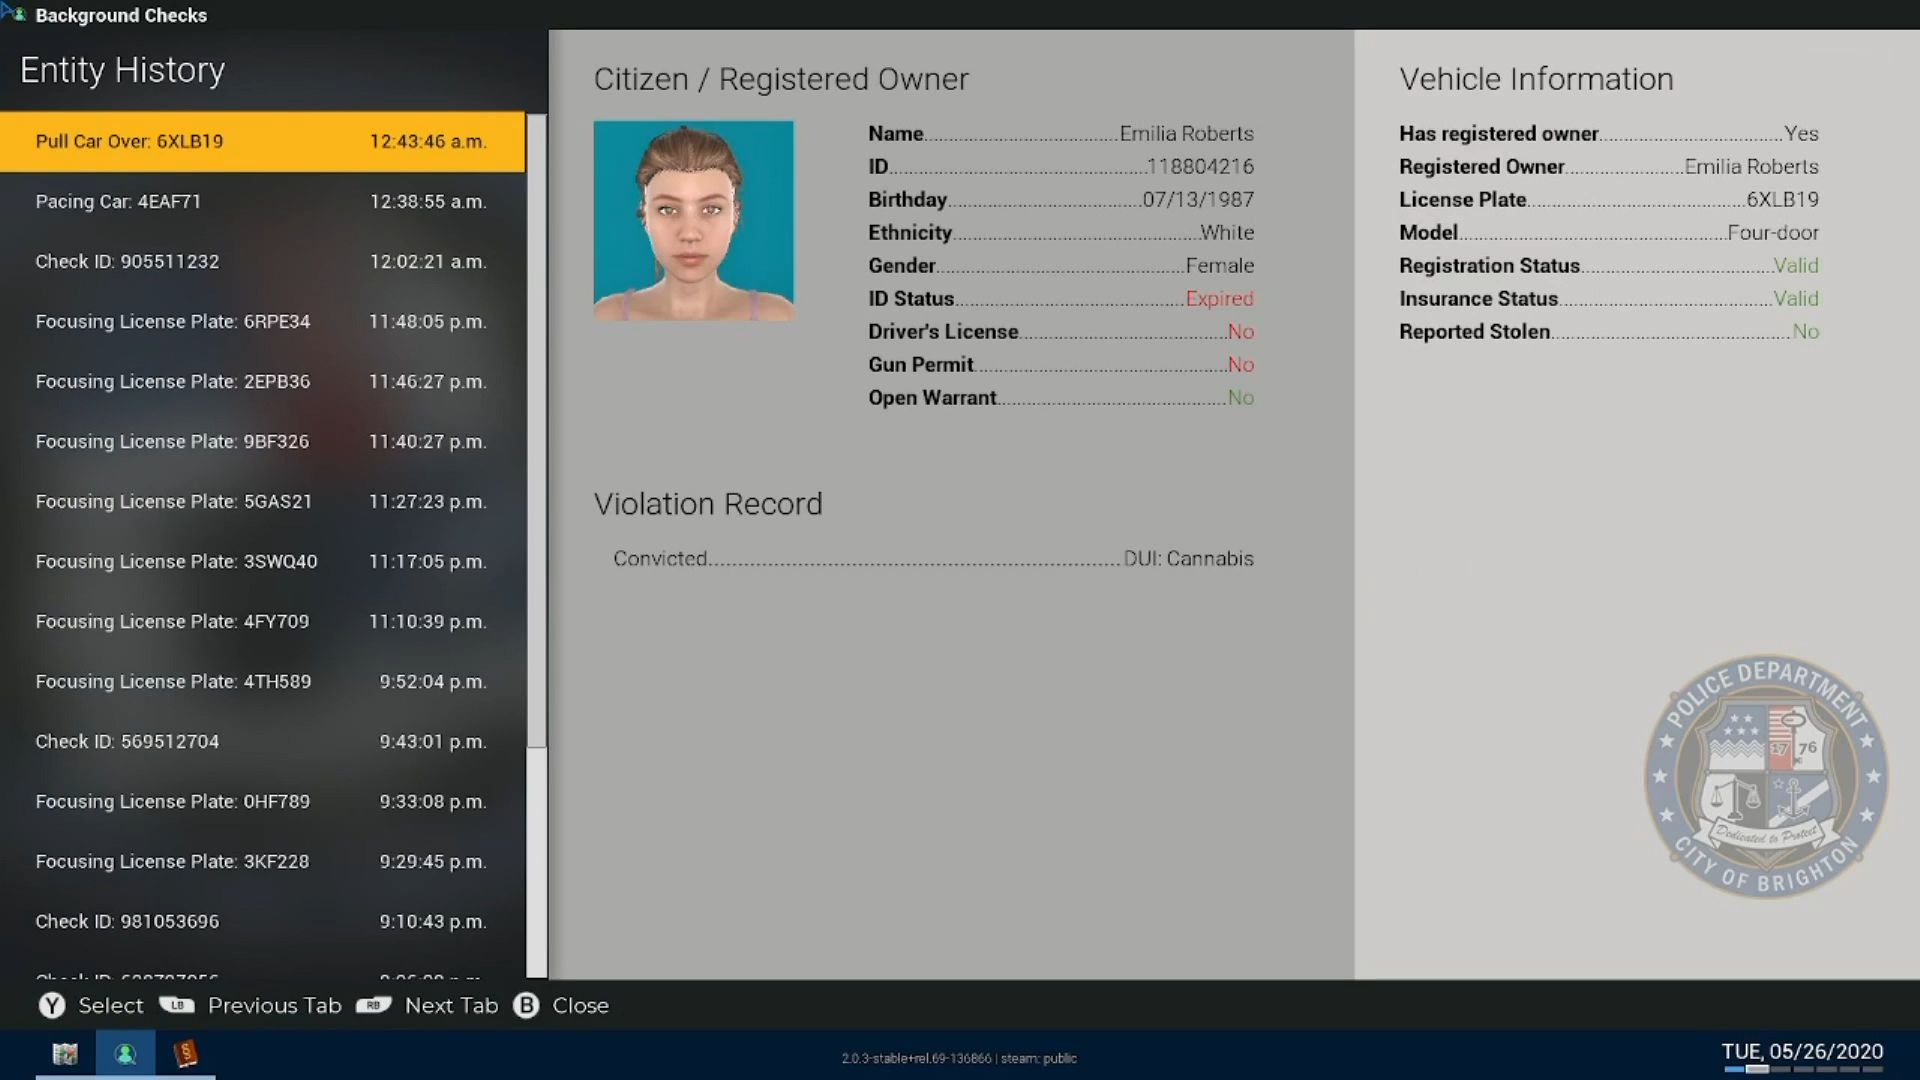 Background Checks
Entity History
Pull Car Over: 6XLB19 12:43:46 a.m.
Pacing Car: 4EAF71 12:38:55 a.m.
Check ID: 905511232 12:02:21 a.m.
Focusing License Plate: 6RPE34 11:48:05 p.m.
Focusing License Plate: 2EPB36 11:46:27 p.m.
Focusing License Plate: 9BF326 11:40:27 p.m.
Focusing License Plate: 5GAS21 11:27:23 p.m.
Focusing License Plate: 3SWQ40 11:17:05 p.m.
Focusing License Plate: 4FY709 11:10:39 p.m.
Focusing License Plate: 4TH589 9:52:04 p.m.
Check ID: 569512704 9:43:01 p.m.
Focusing License Plate: 0HF789 9:33:08 p.m.
Focusing License Plate: 3KF228 9:29:45 p.m.
Check ID: 981053696 9:10:43 p.m.
Check ID:
Citizen / Registered Owner
Name Emilia Roberts
ID 118804216
Birthday 07/13/1987
Ethnicity White
Gender Female
ID Status Expired
Driver's License No
Gun Permit No
Open Warrant No
Violation Record
Convicted DUI: Cannabis
Vehicle Information
Has registered owner Yes
Registered Owner Emilia Roberts
License Plate 6XLB19
Model Four-door
Registration Status Valid
Insurance Status Valid
Reported Stolen No
POLICE DEPARTMENT
17 76
Dedicated to Protect
CITY OF BRIGHTON
Y Select LB Previous Tab RB Next Tab B Close
§
2.0.3-stable+rel.69-136866 | steam: public
TUE, 05/26/2020